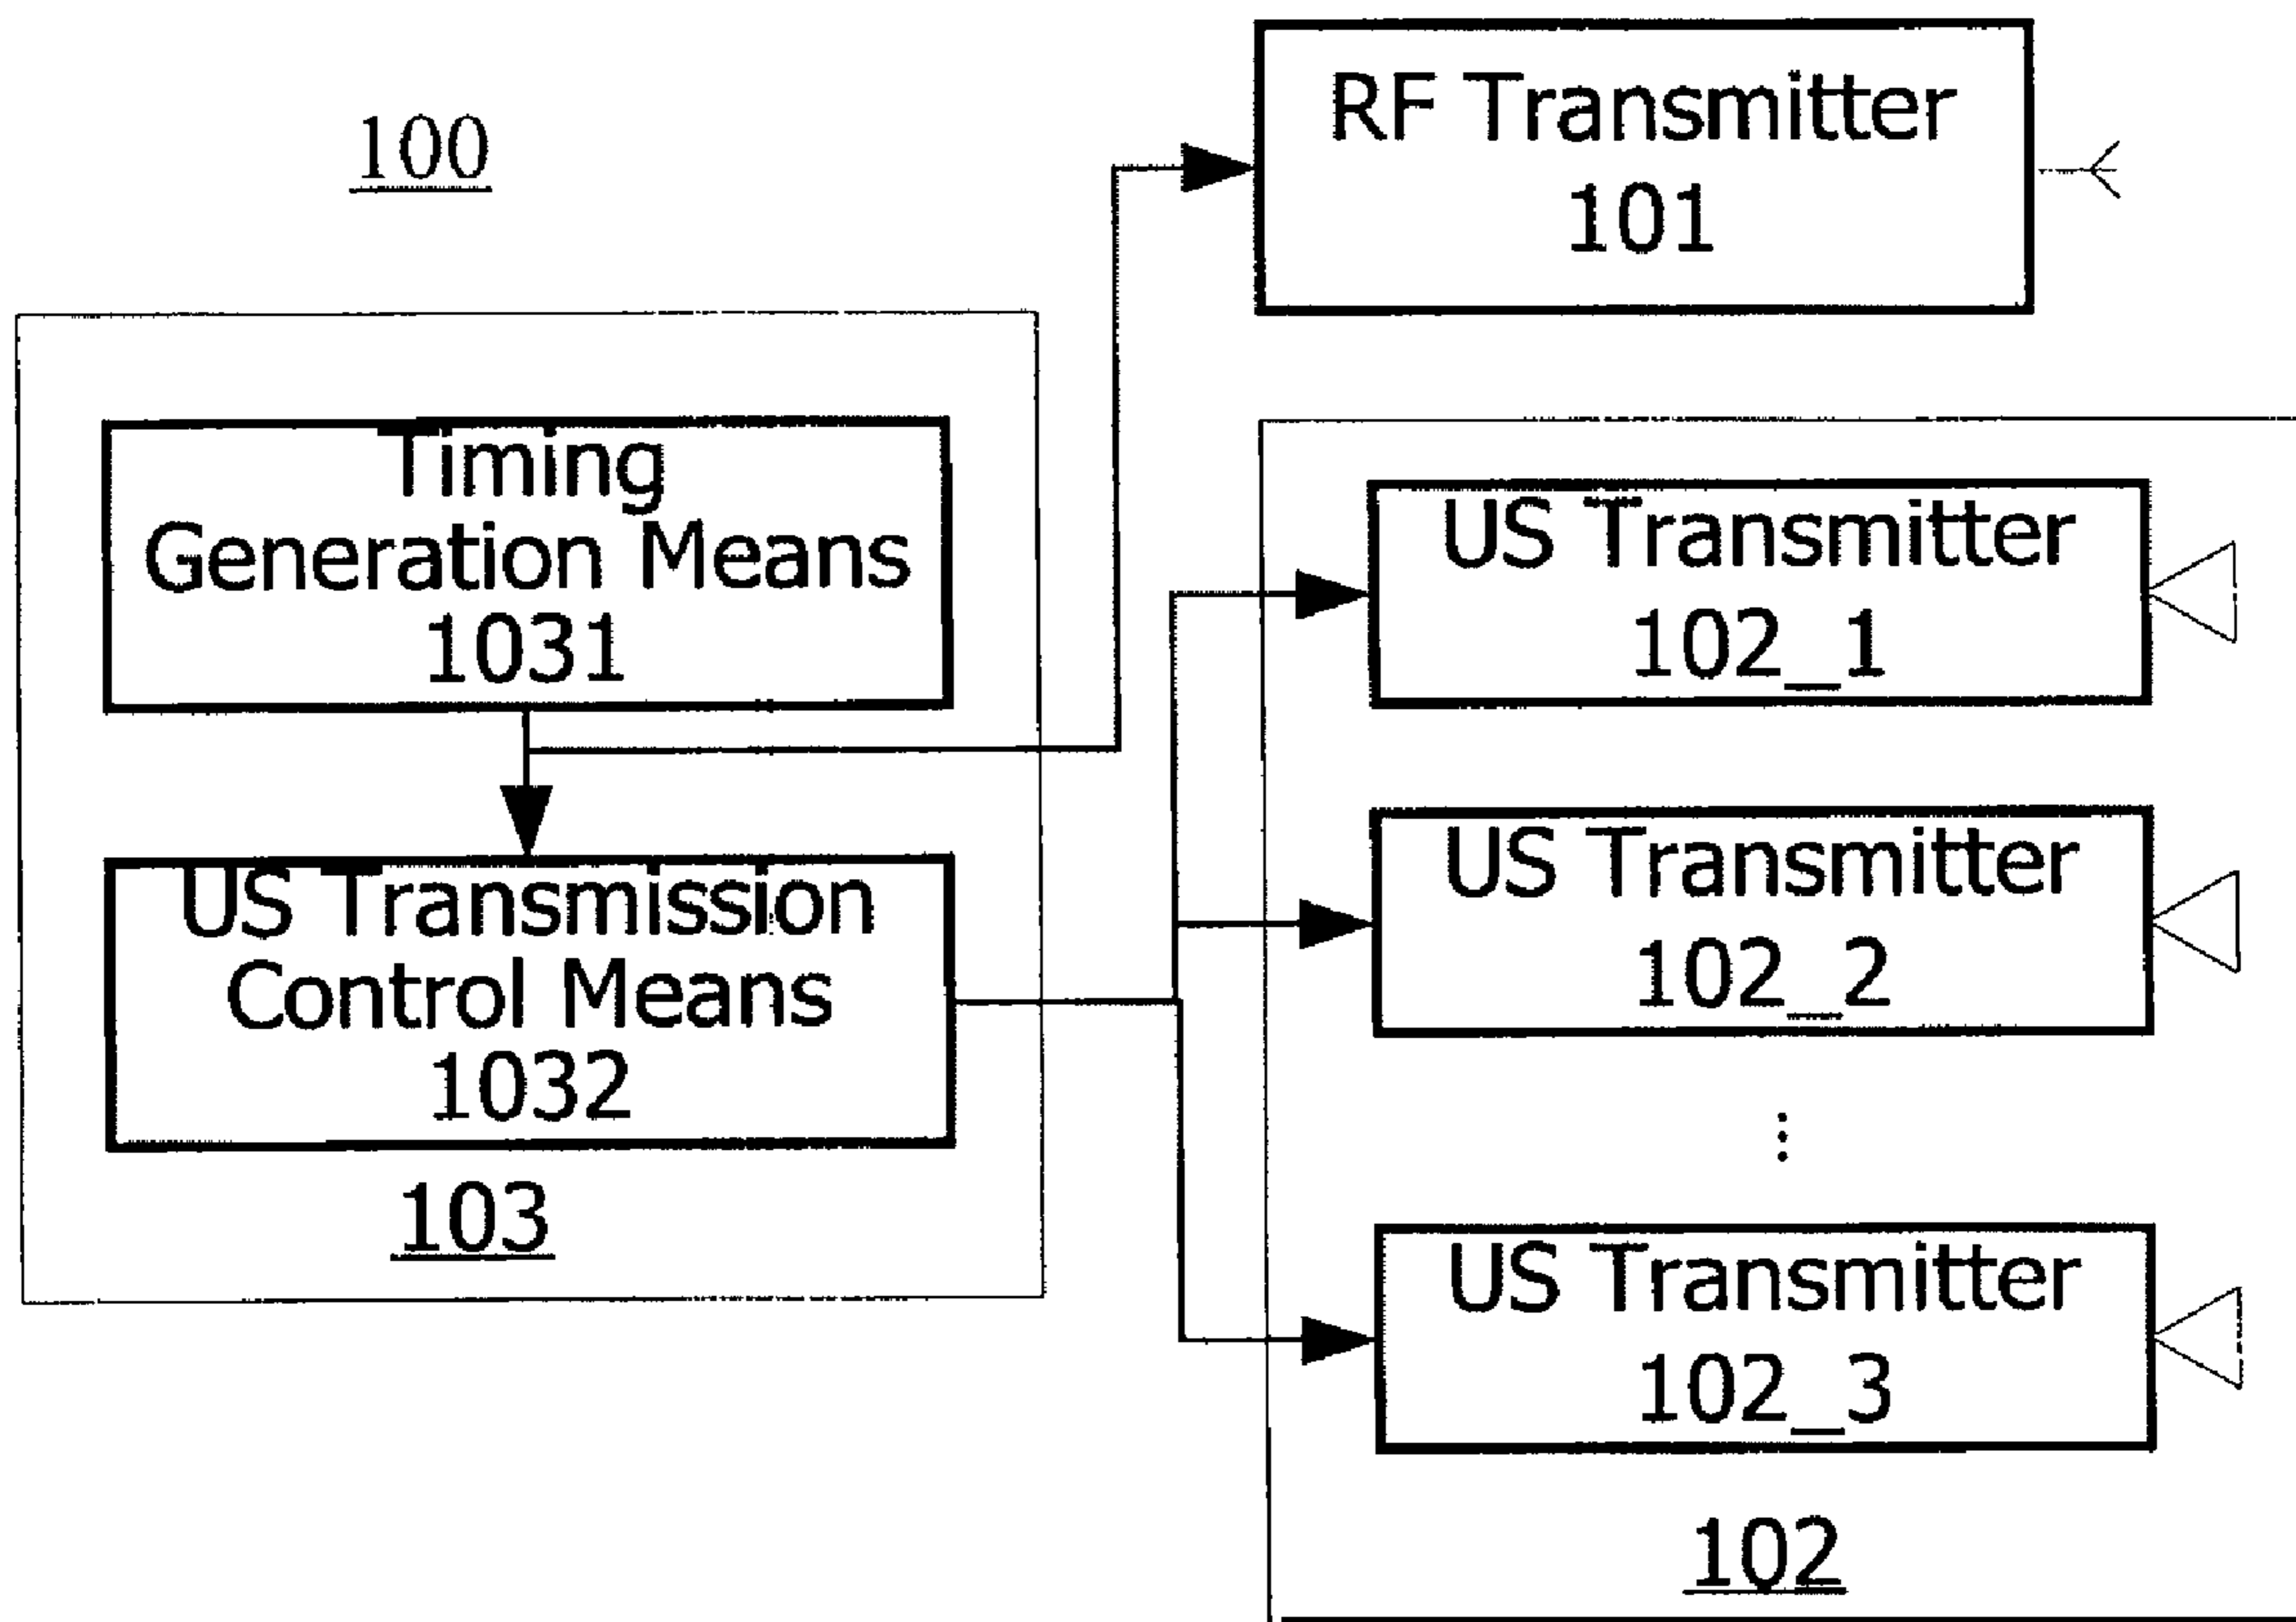 100
RF Transmitter
101
Timing
Generation Means
1031
US Transmission
Control Means
1032
103
US Transmitter
102_1
US Transmitter
102_2
⋮
US Transmitter
102_3
102